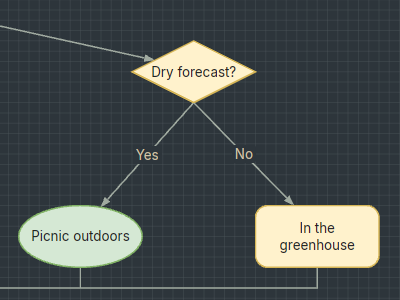 Dry forecast?
Yes
No
Picnic outdoors
In the
greenhouse